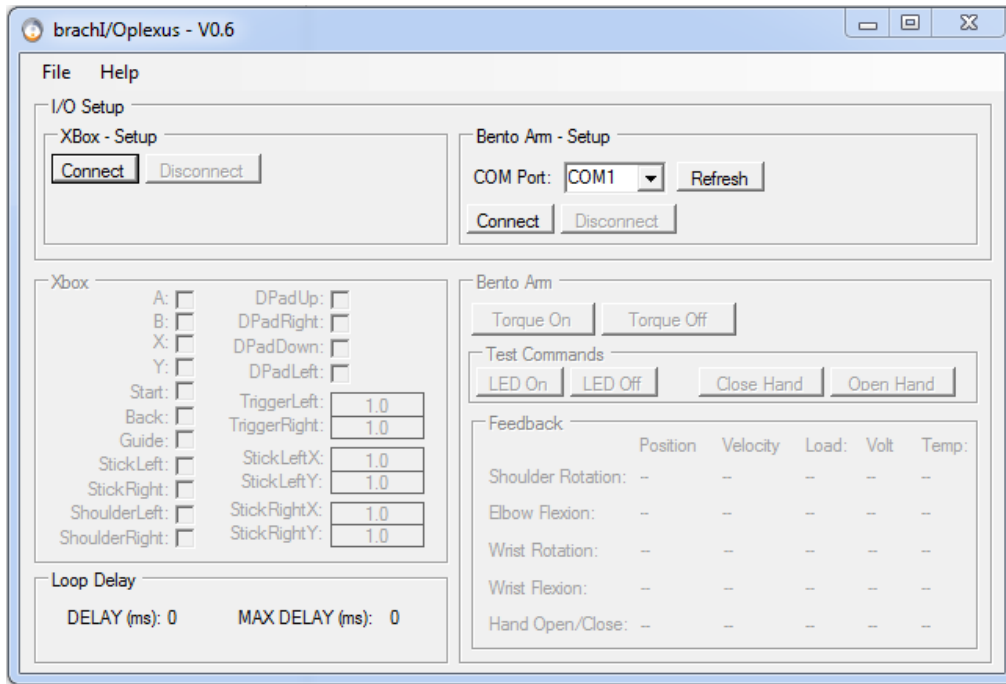 brachI/Oplexus - V0.6
File Help
I/O Setup
XBox - Setup
Connect Disconnect
Bento Arm - Setup
COM Port: COM1 Refresh
Connect Disconnect
Xbox
A:
B:
X:
Y:
Start:
Back:
Guide:
StickLeft:
StickRight:
ShoulderLeft:
ShoulderRight:
DPadUp:
DPadRight:
DPadDown:
DPadLeft:
TriggerLeft: 1.0
TriggerRight: 1.0
StickLeftX: 1.0
StickLeftY: 1.0
StickRightX: 1.0
StickRightY: 1.0
Loop Delay
DELAY (ms): 0 MAX DELAY (ms): 0
Bento Arm
Torque On Torque Off
Test Commands
LED On LED Off Close Hand Open Hand
Feedback
Position Velocity Load: Volt Temp:
Shoulder Rotation: -- -- -- -- --
Elbow Flexion: -- -- -- -- --
Wrist Rotation: -- -- -- -- --
Wrist Flexion: -- -- -- -- --
Hand Open/Close: -- -- -- -- --